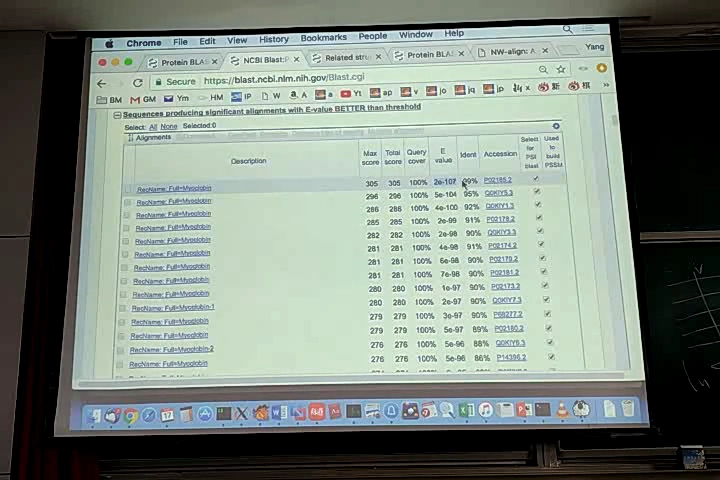 Chrome File Edit View History Bookmarks People Window Help
Protein BLAS NCBI Blast:P Related stru Protein BLAS NW-align: A Yang
Secure https://blast.ncbi.nlm.nih.gov/Blast.cgi
BM GM Ym HM IP W A a Yt ap v jo jq jp
Sequences producing significant alignments with E-value BETTER than threshold
Select: All None Selected:0
Alignments
Description Max score Total score Query cover E value Ident Accession Select for PSI blast Used to build PSSM
RecName: Full=Myoglobin 305 305 100% 2e-107 99% P02185.2
RecName: Full=Myoglobin 296 296 100% 5e-104 95% Q0KIY5.3
RecName: Full=Myoglobin 286 286 100% 4e-100 92%
RecName: Full=Myoglobin 285 285 100% 2e-99 91% P02178.2
RecName: Full=Myoglobin 282 282 100% 2e-98 90% Q0KIY3.3
RecName: Full=Myoglobin 281 281 100% 4e-98 91% P02174.2
RecName: Full=Myoglobin 281 281 100% 6e-98 90% P02179.2
RecName: Full=Myoglobin 281 281 100% 7e-98 90% P02181.2
RecName: Full=Myoglobin 280 280 100% 1e-97 90% P02173.2
RecName: Full=Myoglobin-1 280 280 100% 2e-97 90% Q0KIY7.3
RecName: Full=Myoglobin 279 279 100% 3e-97 90% P68277.2
RecName: Full=Myoglobin 279 279 100% 5e-97 89% P02180.2
RecName: Full=Myoglobin-2 276 276 100% 5e-96 88% Q0KIY6.3
RecName: Full=Myoglobin 276 276 100% 5e-96 86% P14396.2